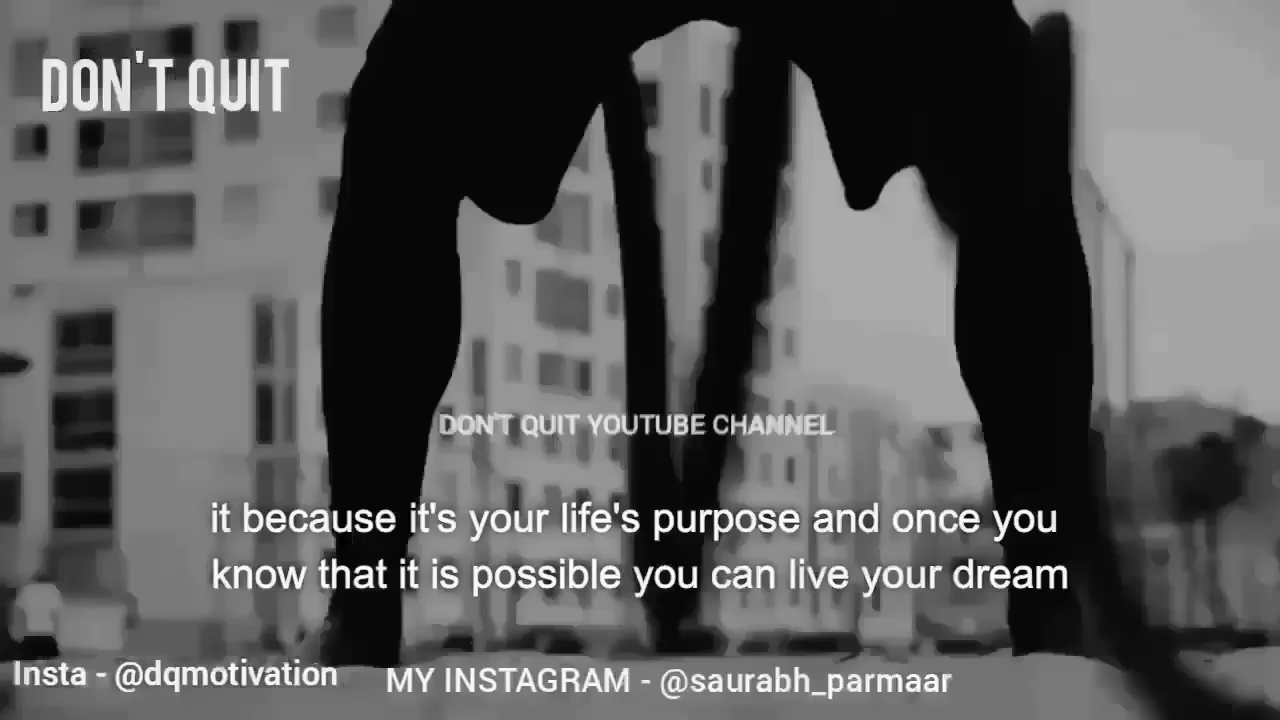 DON'T QUIT
DON'T QUIT YOUTUBE CHANNEL
it because it's your life's purpose and once you
know that it is possible you can live your dream
Insta - @dqmotivation
MY INSTAGRAM - @saurabh_parmaar